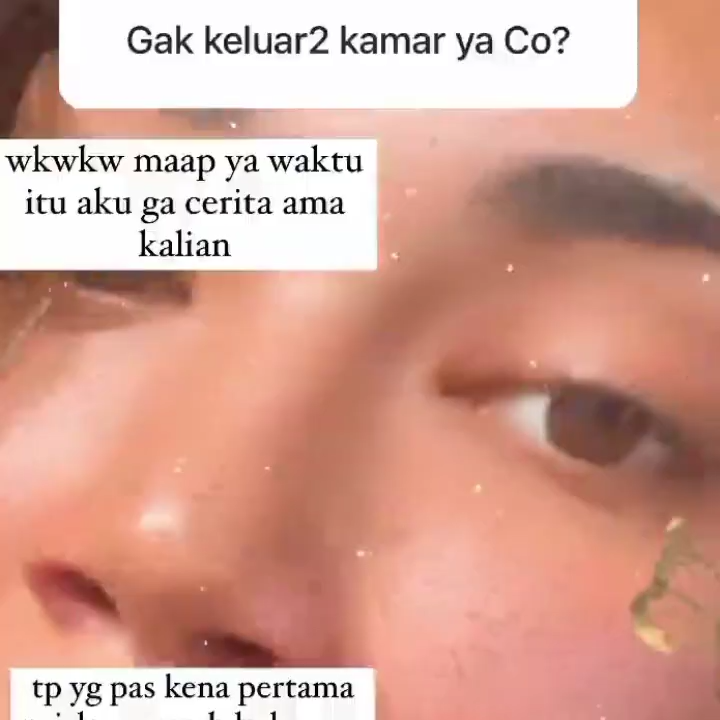 Gak keluar2 kamar ya Co?
wkwkw maap ya waktu
itu aku ga cerita ama
kalian
tp yg pas kena pertama